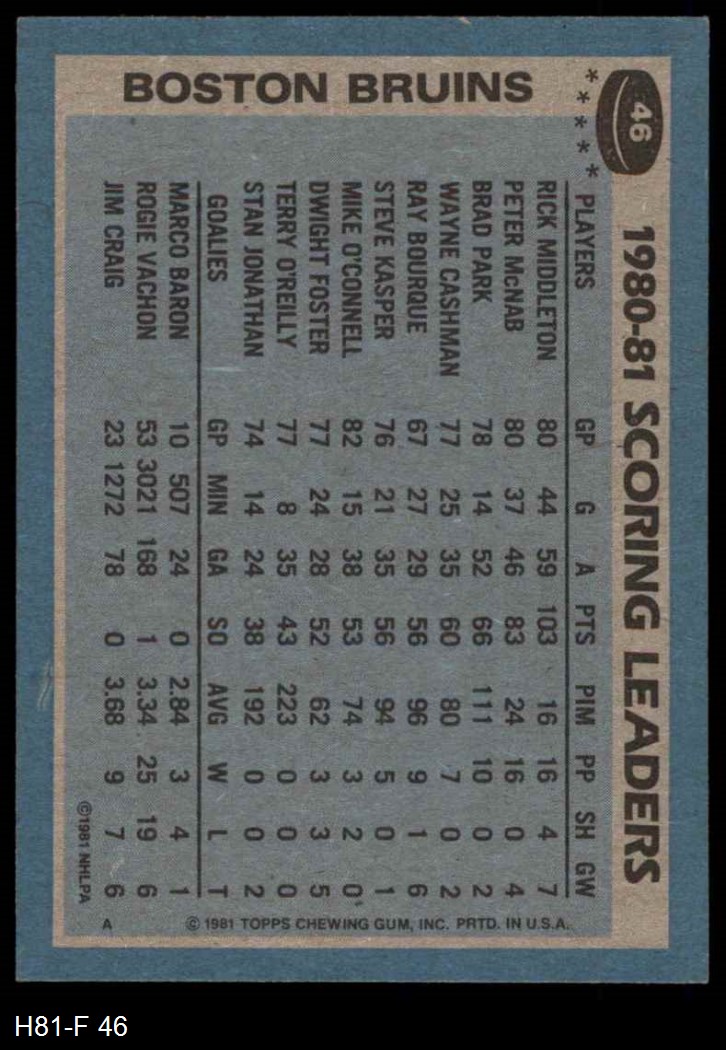 BOSTON BRUINS
46
1980-81 SCORING LEADERS
PLAYERS GP G A PTS PIM PP SH GW
RICK MIDDLETON 80 44 59 103 16 16 4 7
PETER McNAB 80 37 46 83 24 16 0 4
BRAD PARK 78 14 52 66 111 10 0 2
WAYNE CASHMAN 77 25 35 60 80 7 0 2
RAY BOURQUE 67 27 29 56 96 9 1 6
STEVE KASPER 76 21 35 56 94 5 0 1
MIKE O'CONNELL 82 15 38 53 74 3 2 0
DWIGHT FOSTER 77 24 28 52 62 3 3 5
TERRY O'REILLY 77 8 35 43 223 0 0 0
STAN JONATHAN 74 14 24 38 192 0 0 2
GOALIES GP MIN GA SO AVG W L T
MARCO BARON 10 507 24 0 2.84 3 4 1
ROGIE VACHON 53 3021 168 1 3.34 25 19 6
JIM CRAIG 23 1272 78 0 3.68 9 7 6
©1981 NHLPA
© 1981 TOPPS CHEWING GUM, INC. PRTD. IN U.S.A.
A
H81-F 46